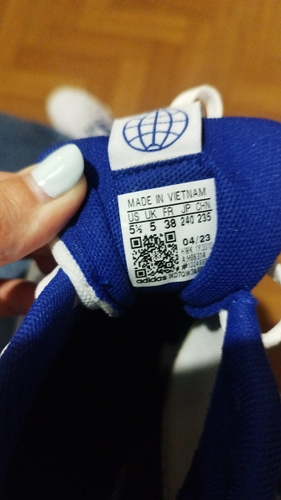 MADE IN VIETNAM
US UK FR JP CHN
5½ 5 38 240 235
04/23
adidas